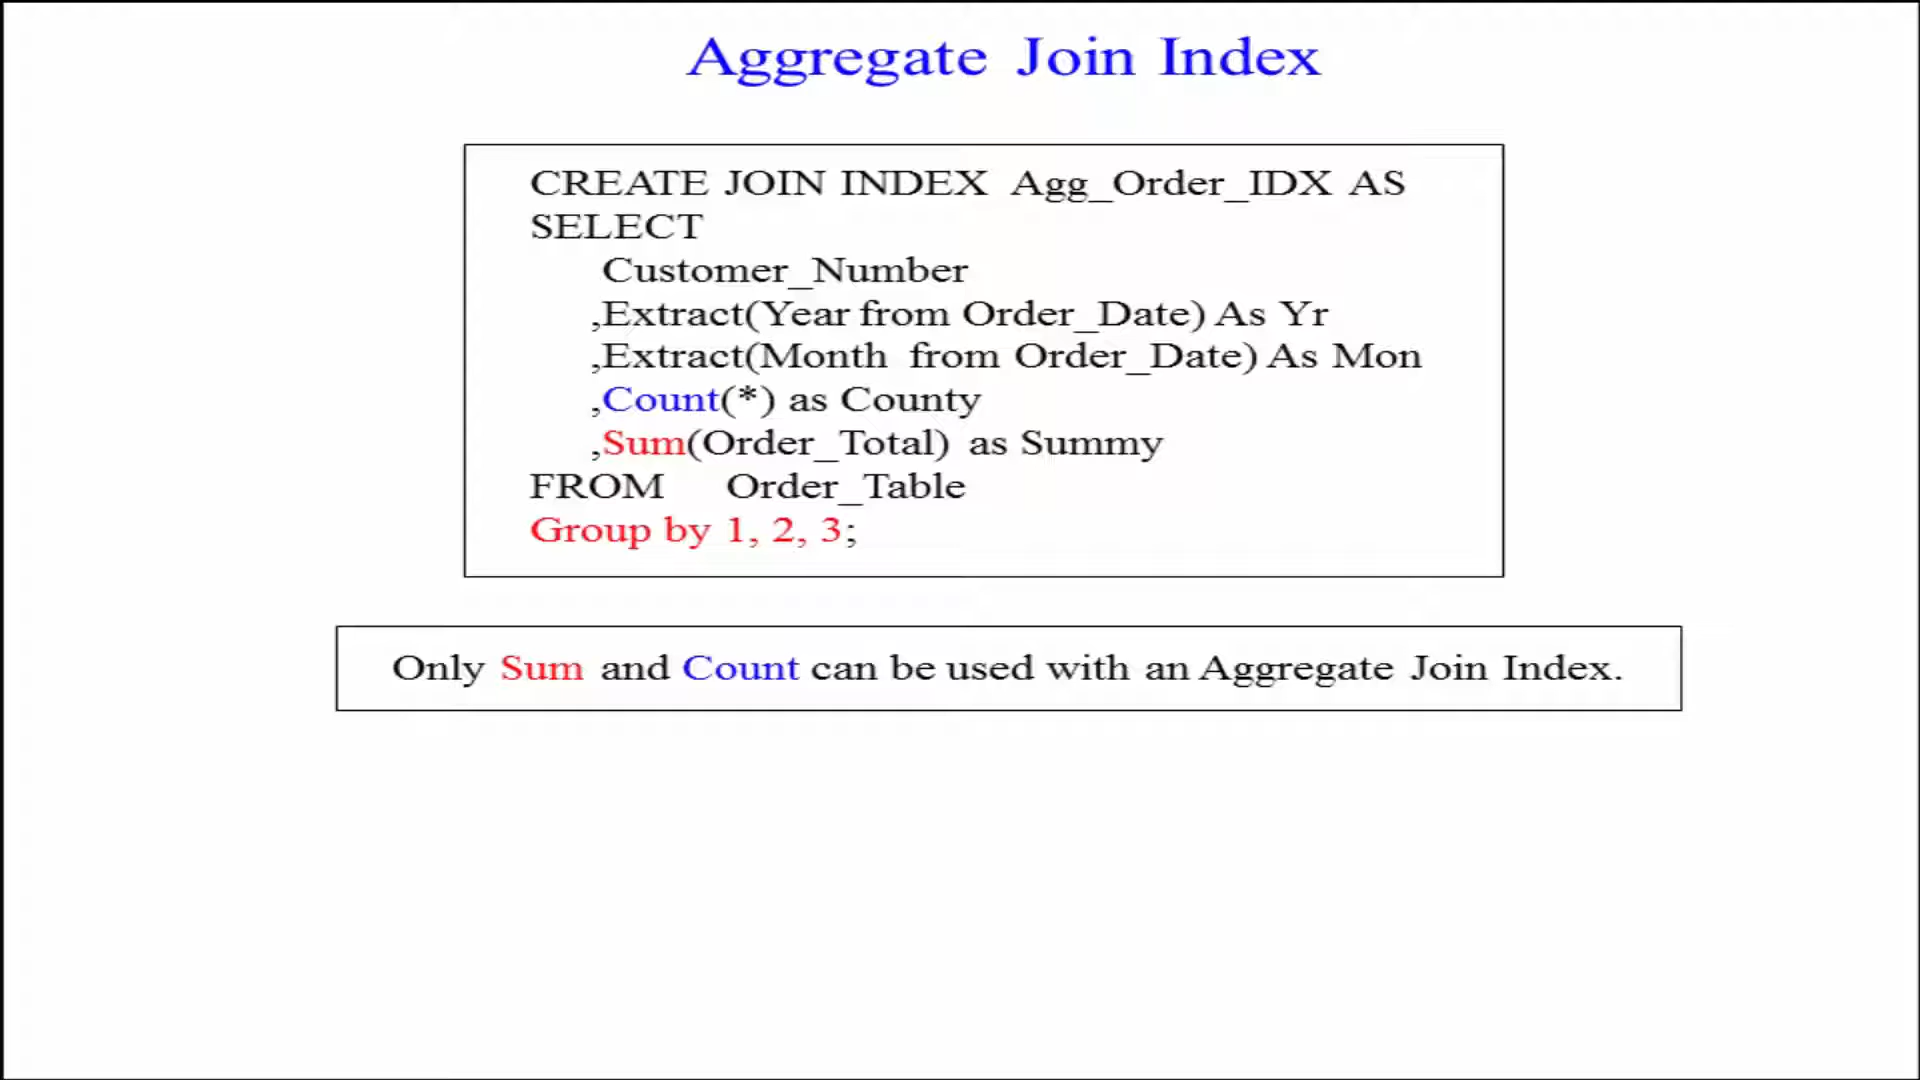 Aggregate Join Index
CREATE JOIN INDEX Agg_Order_IDX AS
SELECT
Customer_Number
,Extract(Year from Order_Date) As Yr
,Extract(Month from Order_Date) As Mon
,Count(*) as County
,Sum(Order_Total) as Summy
FROM Order_Table
Group by 1, 2, 3;
Only Sum and Count can be used with an Aggregate Join Index.